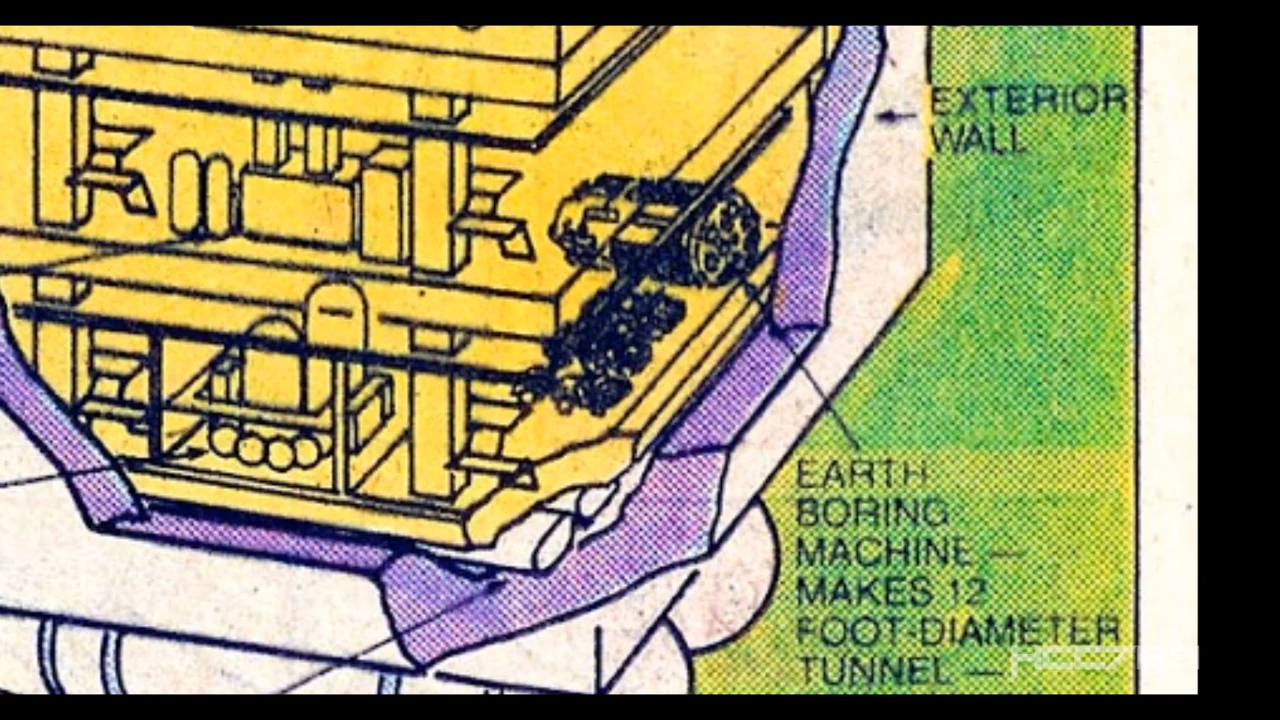 EXTERIOR
WALL
EARTH
BORING
MACHINE —
MAKES 12
FOOT-DIAMETER
TUNNEL —